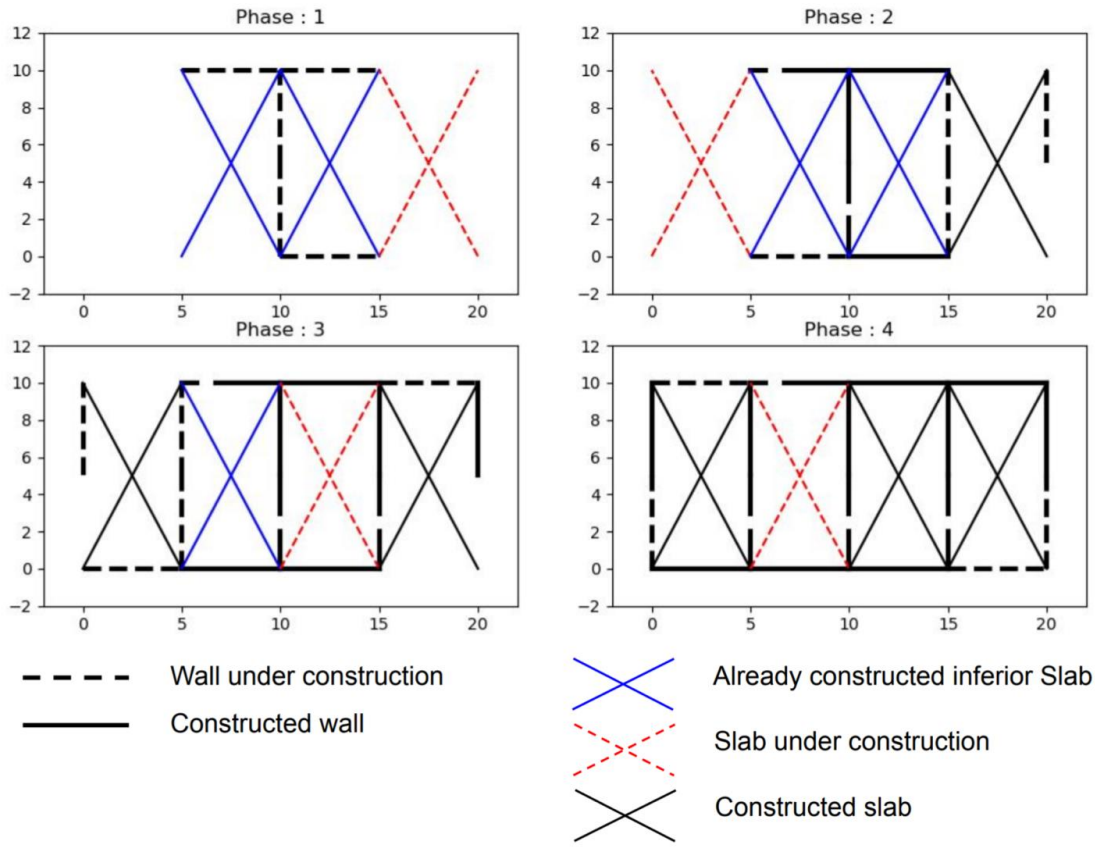 Phase : 1
12
10
8
6
4
2
0
−2
0 5 10 15 20
Phase : 2
12
10
8
6
4
2
0
−2
0 5 10 15 20
Phase : 3
12
10
8
6
4
2
0
−2
0 5 10 15 20
Phase : 4
12
10
8
6
4
2
0
−2
0 5 10 15 20
Wall under construction
Constructed wall
Already constructed inferior Slab
Slab under construction
Constructed slab